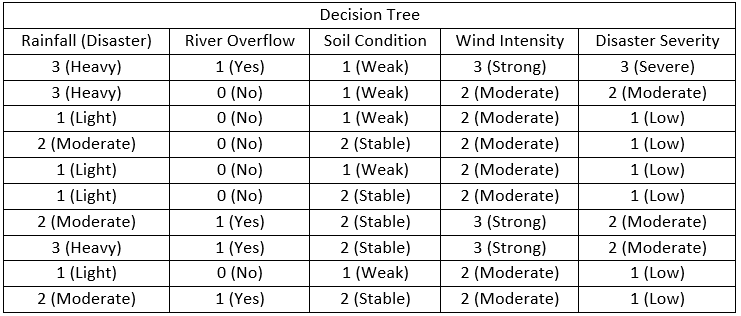 Decision Tree
Rainfall (Disaster) River Overflow Soil Condition Wind Intensity Disaster Severity
3 (Heavy) 1 (Yes) 1 (Weak) 3 (Strong) 3 (Severe)
3 (Heavy) 0 (No) 1 (Weak) 2 (Moderate) 2 (Moderate)
1 (Light) 0 (No) 1 (Weak) 2 (Moderate) 1 (Low)
2 (Moderate) 0 (No) 2 (Stable) 2 (Moderate) 1 (Low)
1 (Light) 0 (No) 1 (Weak) 2 (Moderate) 1 (Low)
1 (Light) 0 (No) 2 (Stable) 2 (Moderate) 1 (Low)
2 (Moderate) 1 (Yes) 2 (Stable) 3 (Strong) 2 (Moderate)
3 (Heavy) 1 (Yes) 2 (Stable) 3 (Strong) 2 (Moderate)
1 (Light) 0 (No) 1 (Weak) 2 (Moderate) 1 (Low)
2 (Moderate) 1 (Yes) 2 (Stable) 2 (Moderate) 1 (Low)